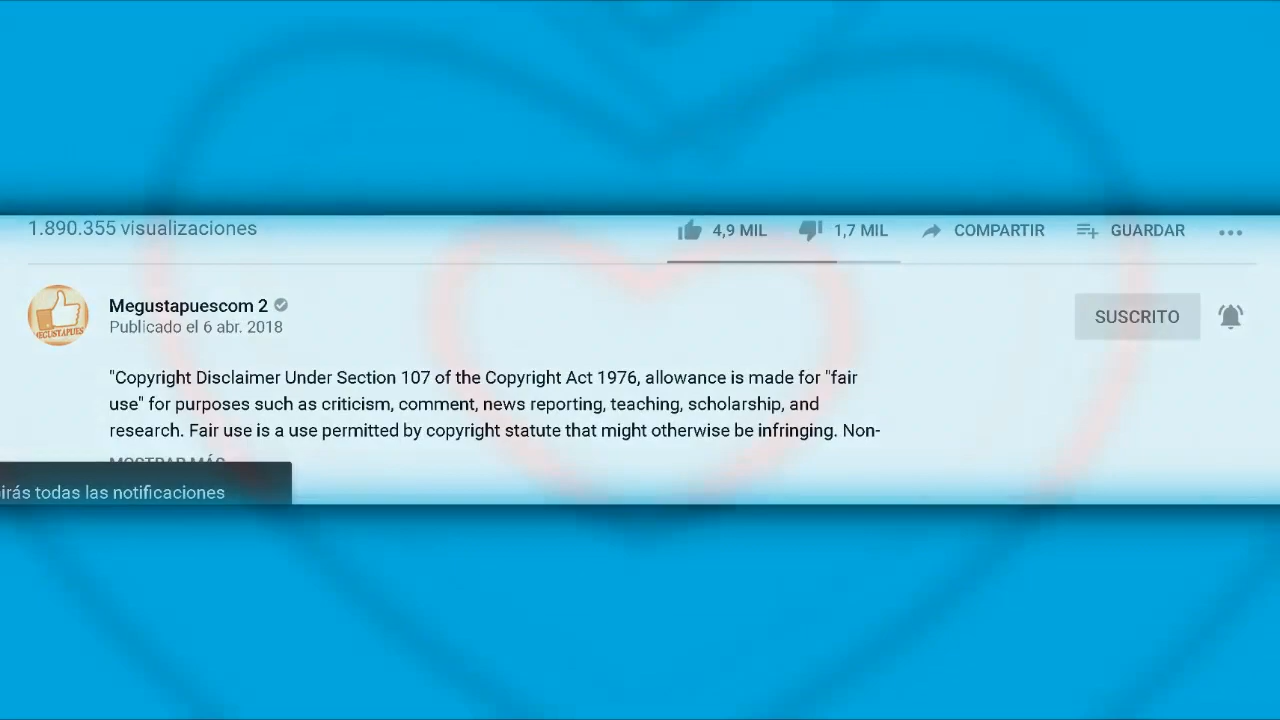 1.890.355 visualizaciones
4,9 MIL
1,7 MIL
COMPARTIR
GUARDAR
Megustapuescom 2
Publicado el 6 abr. 2018
SUSCRITO
"Copyright Disclaimer Under Section 107 of the Copyright Act 1976, allowance is made for "fair
use" for purposes such as criticism, comment, news reporting, teaching, scholarship, and
research. Fair use is a use permitted by copyright statute that might otherwise be infringing. Non-
MOSTRAR MÁS
irás todas las notificaciones